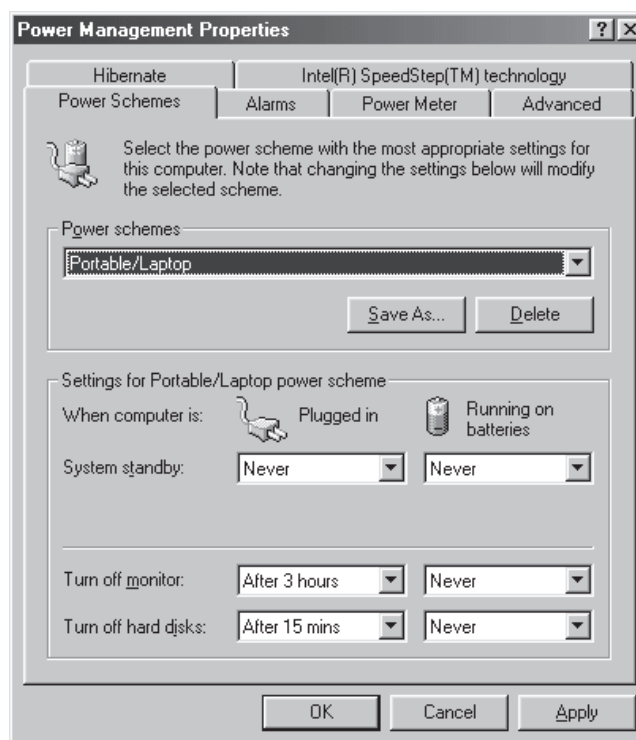 Power Management Properties
Hibernate
Intel(R) SpeedStep(TM) technology
Power Schemes
Alarms
Power Meter
Advanced
Select the power scheme with the most appropriate settings for
this computer. Note that changing the settings below will modify
the selected scheme.
Power schemes
Portable/Laptop
Save As...
Delete
Settings for Portable/Laptop power scheme
When computer is:
Plugged in
Running on
batteries
System standby:
Never
Never
Turn off monitor:
After 3 hours
Never
Turn off hard disks:
After 15 mins
Never
OK
Cancel
Apply